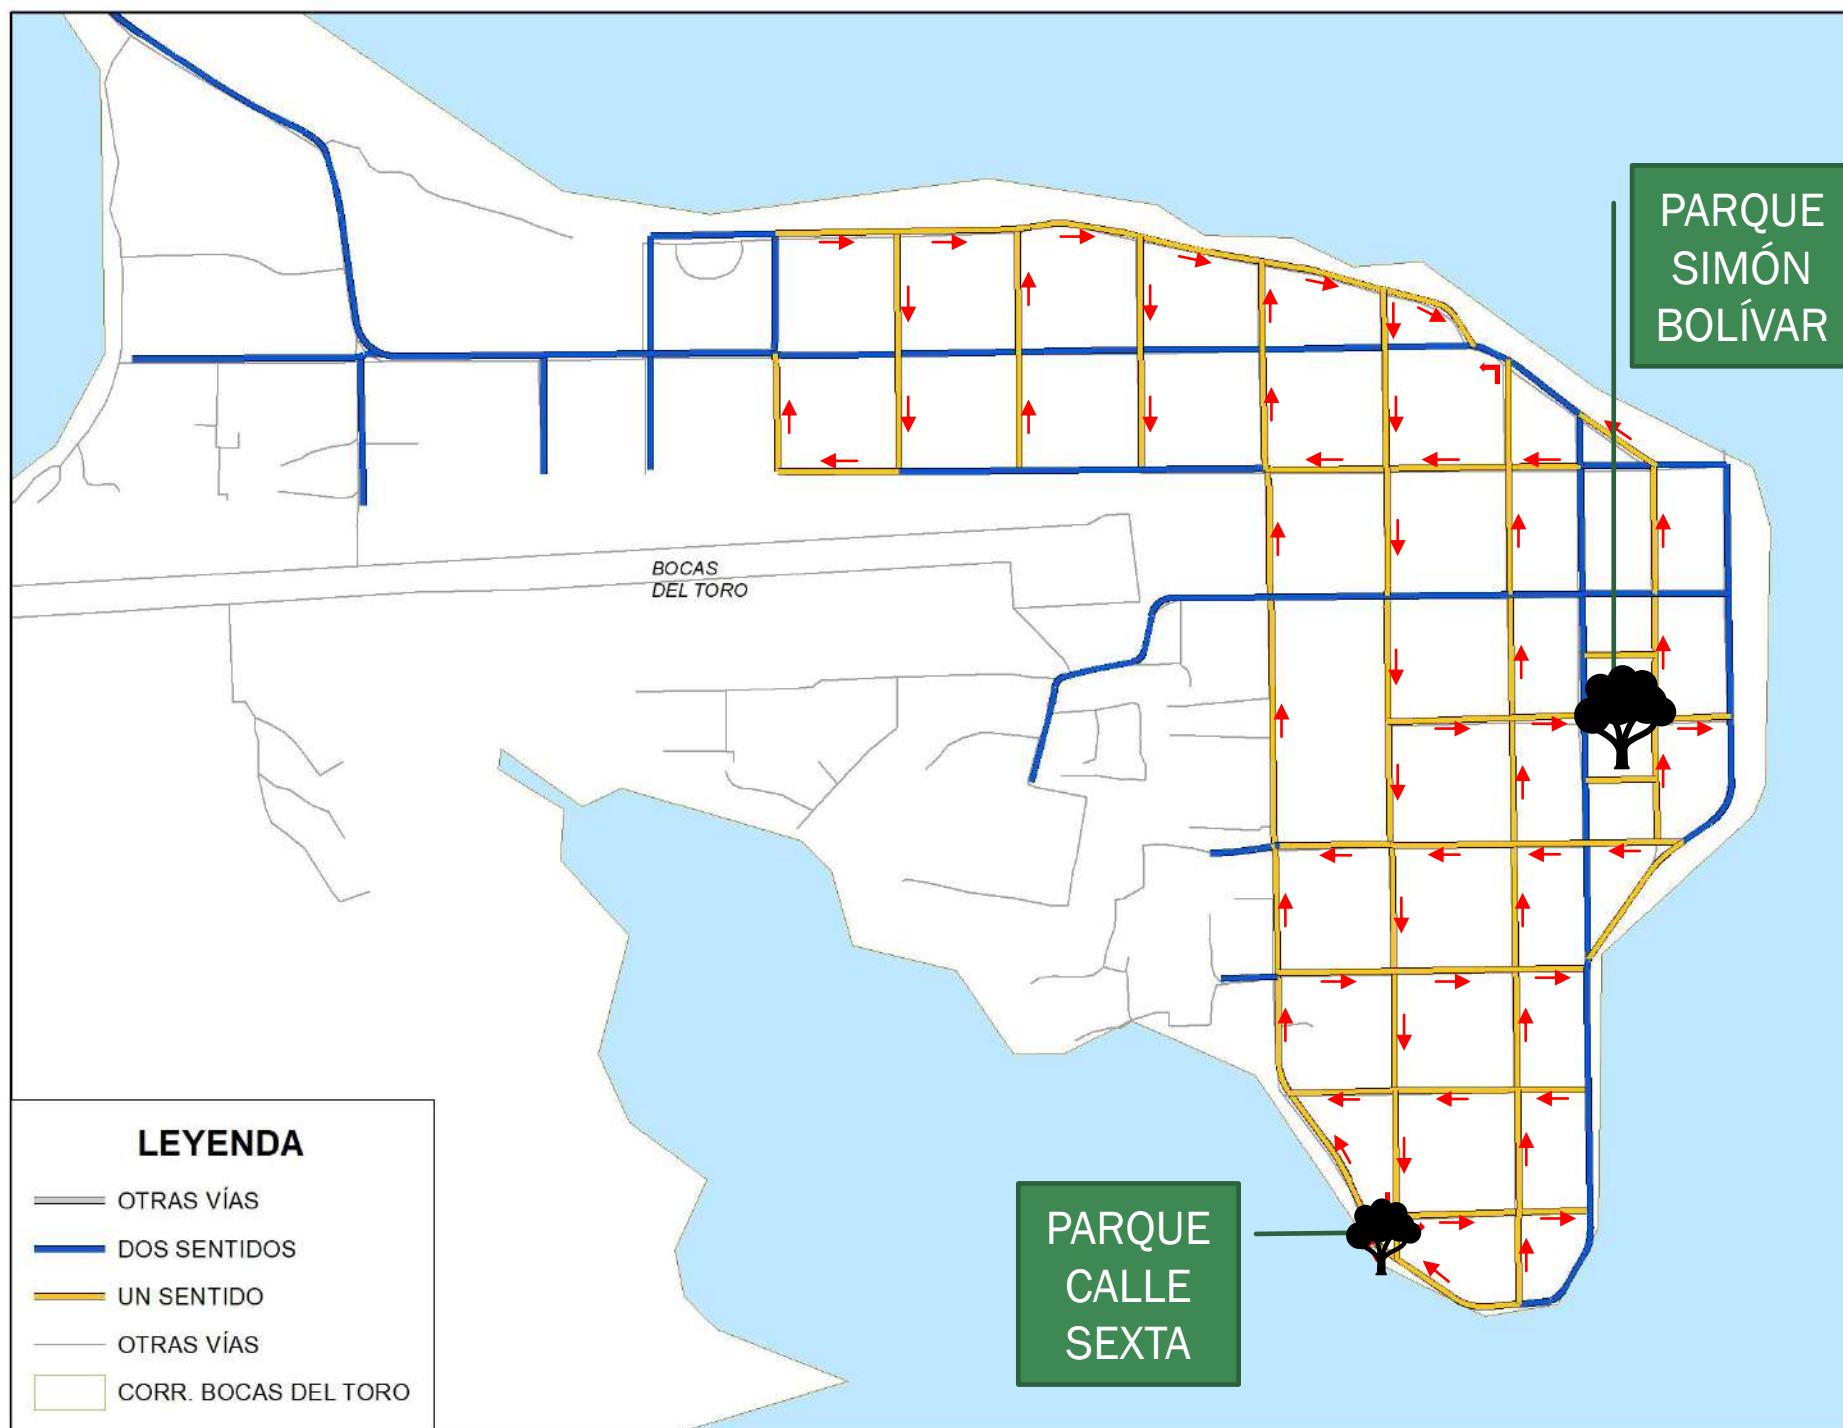 PARQUE
SIMÓN
BOLÍVAR
BOCAS
DEL TORO
PARQUE
CALLE
SEXTA
LEYENDA
OTRAS VÍAS
DOS SENTIDOS
UN SENTIDO
OTRAS VÍAS
CORR. BOCAS DEL TORO